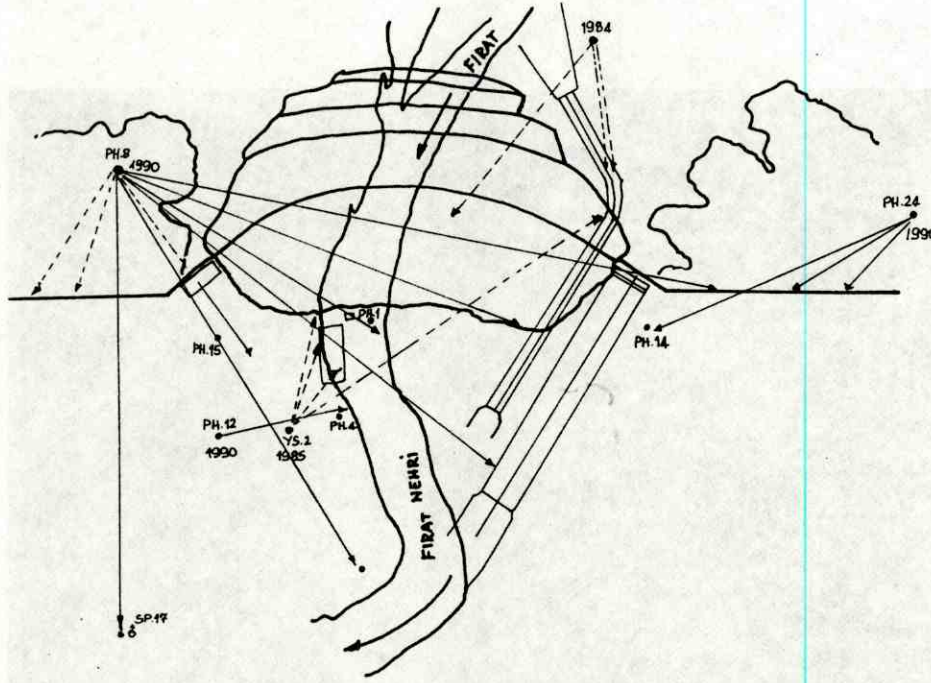 1984
FIRAT
PH.8
1990
PH.24
1990
PH.1
PH.15
PH.14
PH.4
PH.12
1990
YS.2
1985
FIRAT NEHRİ
SP.17